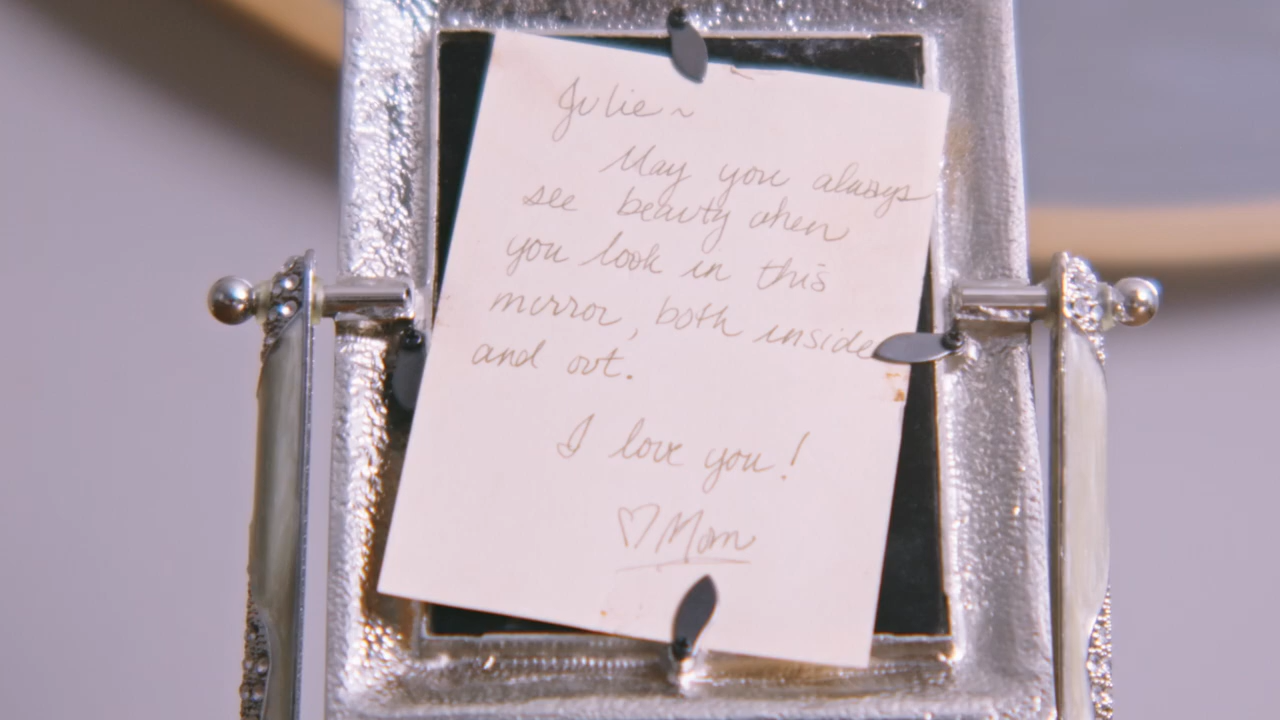 Julie ~
May you always
see beauty when
you look in this
mirror, both inside
and out.
I love you!
♡ Mom